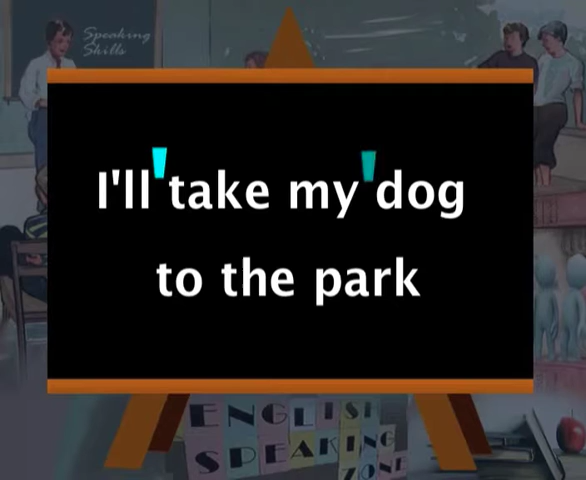 Speaking
Skills
I'll 'take my 'dog
to the park
ENGLISH
SPEAKING
ZONE